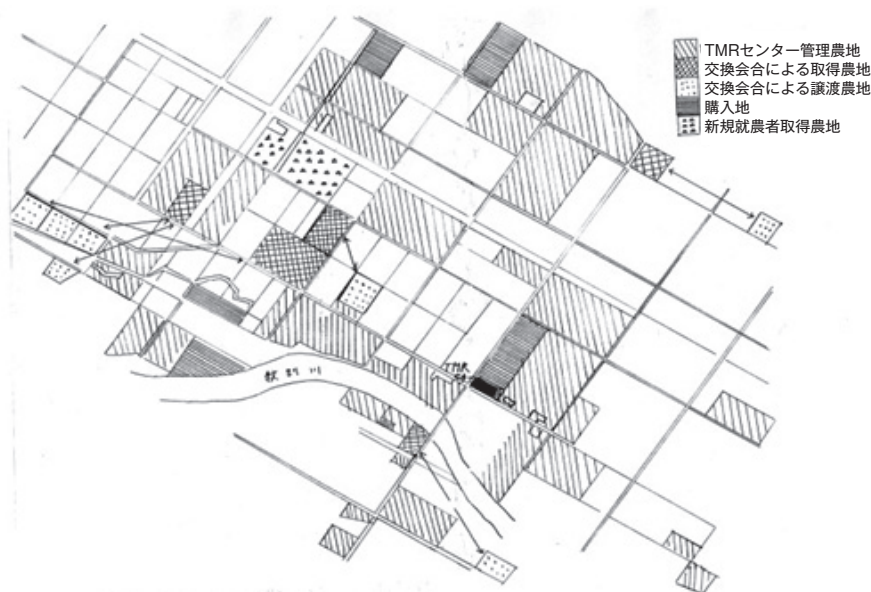 TMRセンター管理農地
交換会合による取得農地
交換会合による譲渡農地
購入地
新規就農者取得農地
TMR